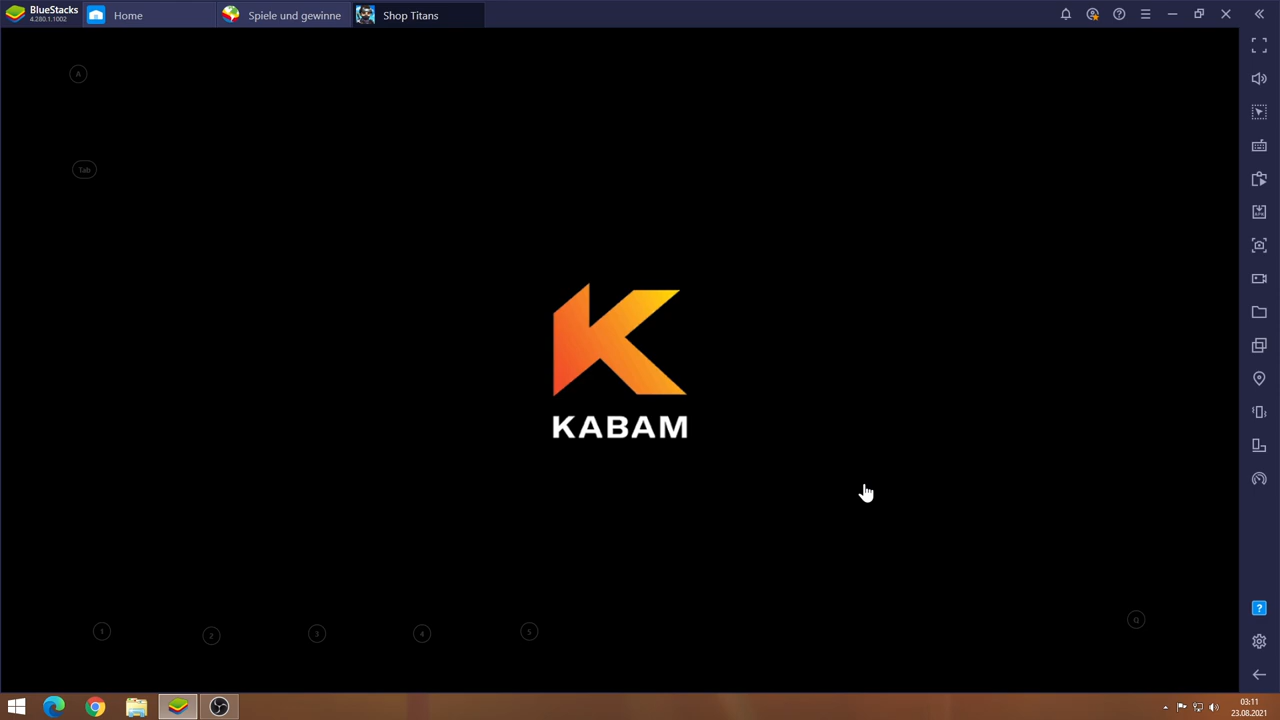 BlueStacks
4.280.1.1002
Home
Spiele und gewinne
Shop Titans
A
Tab
KABAM
1
2
3
4
5
Q
03:11
23.08.2021